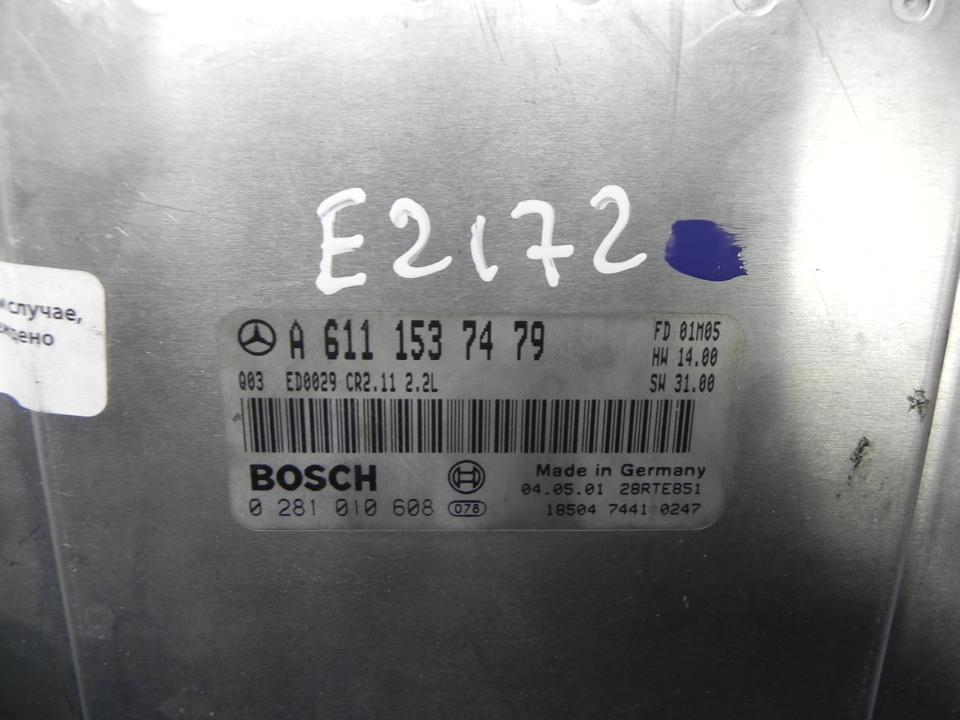 E2172
случае,
A 611 153 74 79
FD 01M05
HW 14.00
Q03 ED0029 CR2.11 2.2L
SW 31.00
BOSCH
Made in Germany
04.05.01 28RTE851
0 281 010 608 078
18504 7441 0247